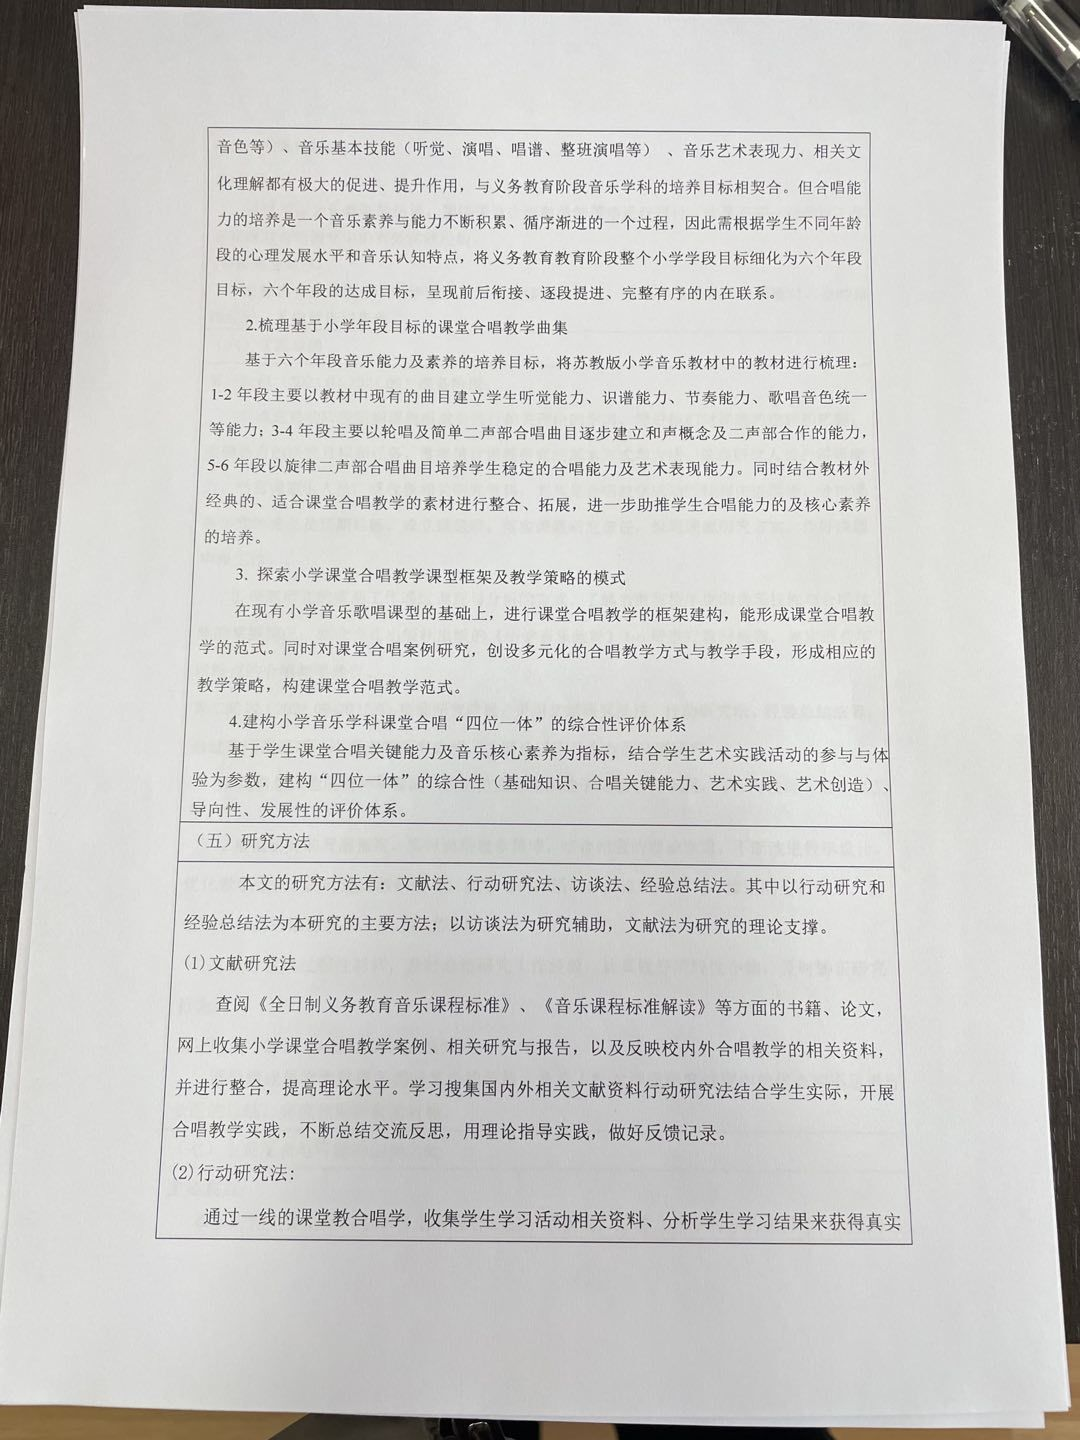 音色等）、音乐基本技能（听觉、演唱、唱谱、整班演唱等） 、音乐艺术表现力、相关文
化理解都有极大的促进、提升作用，与义务教育阶段音乐学科的培养目标相契合。但合唱能
力的培养是一个音乐素养与能力不断积累、循序渐进的一个过程，因此需根据学生不同年龄
段的心理发展水平和音乐认知特点，将义务教育教育阶段整个小学学段目标细化为六个年段
目标，六个年段的达成目标，呈现前后衔接、逐段提进、完整有序的内在联系。
2.梳理基于小学年段目标的课堂合唱教学曲集
基于六个年段音乐能力及素养的培养目标，将苏教版小学音乐教材中的教材进行梳理：
1-2 年段主要以教材中现有的曲目建立学生听觉能力、识谱能力、节奏能力、歌唱音色统一
等能力；3-4 年段主要以轮唱及简单二声部合唱曲目逐步建立和声概念及二声部合作的能力，
5-6 年段以旋律二声部合唱曲目培养学生稳定的合唱能力及艺术表现能力。同时结合教材外
经典的、适合课堂合唱教学的素材进行整合、拓展，进一步助推学生合唱能力的及核心素养
的培养。
3. 探索小学课堂合唱教学课型框架及教学策略的模式
在现有小学音乐歌唱课型的基础上，进行课堂合唱教学的框架建构，能形成课堂合唱教
学的范式。同时对课堂合唱案例研究，创设多元化的合唱教学方式与教学手段，形成相应的
教学策略，构建课堂合唱教学范式。
4.建构小学音乐学科课堂合唱“四位一体”的综合性评价体系
基于学生课堂合唱关键能力及音乐核心素养为指标，结合学生艺术实践活动的参与与体
验为参数，建构“四位一体”的综合性（基础知识、合唱关键能力、艺术实践、艺术创造）、
导向性、发展性的评价体系。
（五）研究方法
本文的研究方法有：文献法、行动研究法、访谈法、经验总结法。其中以行动研究和
经验总结法为本研究的主要方法；以访谈法为研究辅助，文献法为研究的理论支撑。
(1)文献研究法
查阅《全日制义务教育音乐课程标准》、《音乐课程标准解读》等方面的书籍、论文，
网上收集小学课堂合唱教学案例、相关研究与报告，以及反映校内外合唱教学的相关资料，
并进行整合，提高理论水平。学习搜集国内外相关文献资料行动研究法结合学生实际，开展
合唱教学实践，不断总结交流反思，用理论指导实践，做好反馈记录。
(2)行动研究法:
通过一线的课堂教合唱学，收集学生学习活动相关资料、分析学生学习结果来获得真实